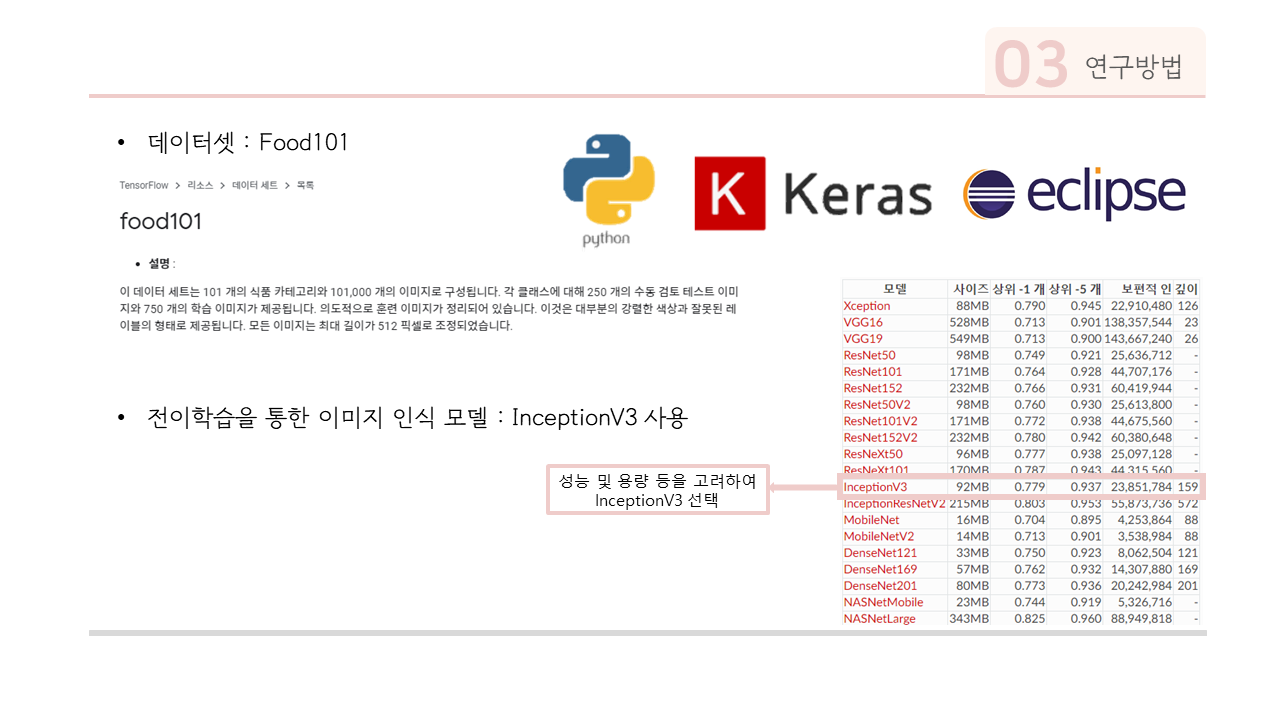 03 연구방법
• 데이터셋 : Food101
TensorFlow > 리소스 > 데이터 세트 > 목록
food101
• 설명 :
이 데이터 세트는 101 개의 식품 카테고리와 101,000 개의 이미지로 구성됩니다. 각 클래스에 대해 250 개의 수동 검토 테스트 이미
지와 750 개의 학습 이미지가 제공됩니다. 의도적으로 훈련 이미지가 정리되어 있습니다. 이것은 대부분의 강렬한 색상과 잘못된 레
이블의 형태로 제공됩니다. 모든 이미지는 최대 길이가 512 픽셀로 조정되었습니다.
python
K Keras
eclipse
• 전이학습을 통한 이미지 인식 모델 : InceptionV3 사용
성능 및 용량 등을 고려하여
InceptionV3 선택
모델 사이즈 상위 -1 개 상위 -5 개 보편적 인 깊이
Xception 88MB 0.790 0.945 22,910,480 126
VGG16 528MB 0.713 0.901 138,357,544 23
VGG19 549MB 0.713 0.900 143,667,240 26
ResNet50 98MB 0.749 0.921 25,636,712 -
ResNet101 171MB 0.764 0.928 44,707,176 -
ResNet152 232MB 0.766 0.931 60,419,944 -
ResNet50V2 98MB 0.760 0.930 25,613,800 -
ResNet101V2 171MB 0.772 0.938 44,675,560 -
ResNet152V2 232MB 0.780 0.942 60,380,648 -
ResNeXt50 96MB 0.777 0.938 25,097,128 -
ResNeXt101 170MB 0.787 0.943 44,315,560 -
InceptionV3 92MB 0.779 0.937 23,851,784 159
InceptionResNetV2 215MB 0.803 0.953 55,873,736 572
MobileNet 16MB 0.704 0.895 4,253,864 88
MobileNetV2 14MB 0.713 0.901 3,538,984 88
DenseNet121 33MB 0.750 0.923 8,062,504 121
DenseNet169 57MB 0.762 0.932 14,307,880 169
DenseNet201 80MB 0.773 0.936 20,242,984 201
NASNetMobile 23MB 0.744 0.919 5,326,716 -
NASNetLarge 343MB 0.825 0.960 88,949,818 -